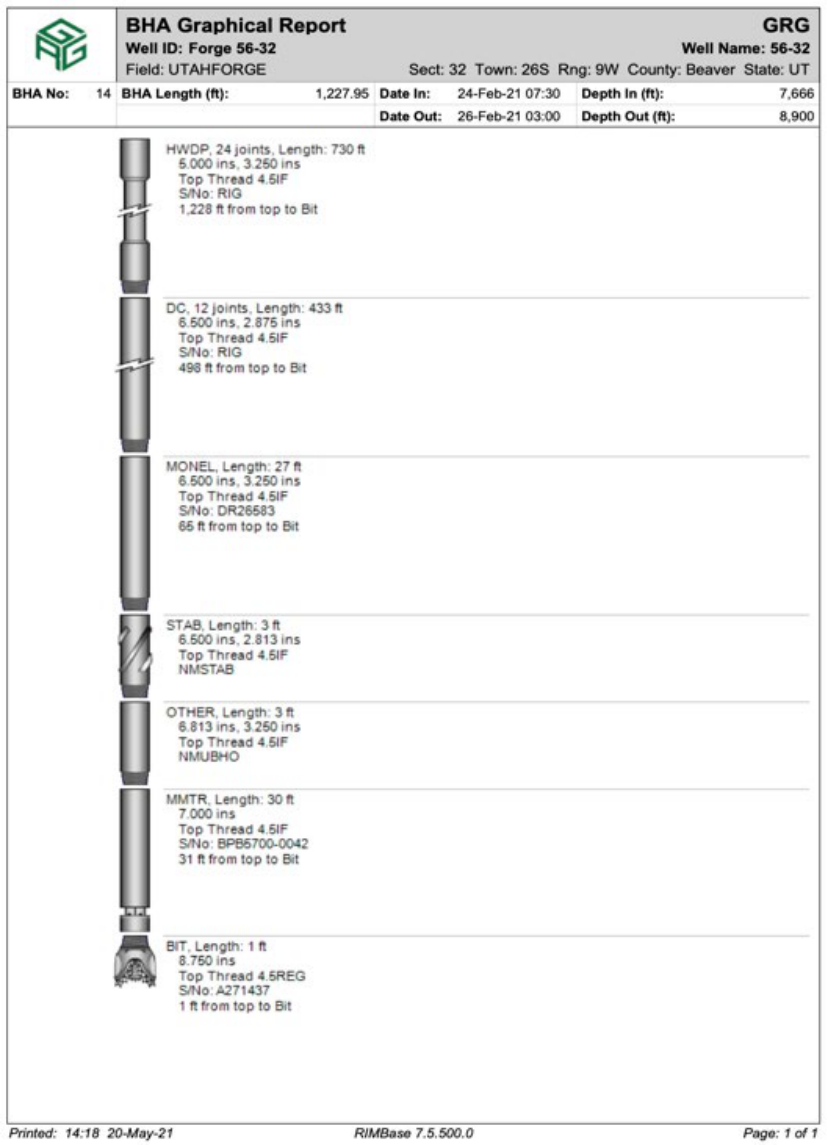 BHA Graphical Report GRG
Well ID: Forge 56-32 Well Name: 56-32
Field: UTAHFORGE Sect: 32 Town: 26S Rng: 9W County: Beaver State: UT
BHA No: 14 BHA Length (ft): 1,227.95 Date In: 24-Feb-21 07:30 Depth In (ft): 7,666
Date Out: 26-Feb-21 03:00 Depth Out (ft): 8,900
HWDP, 24 joints, Length: 730 ft
5.000 ins, 3.250 ins
Top Thread 4.5IF
S/No: RIG
1,228 ft from top to Bit
DC, 12 joints, Length: 433 ft
6.500 ins, 2.875 ins
Top Thread 4.5IF
S/No: RIG
498 ft from top to Bit
MONEL, Length: 27 ft
6.500 ins, 3.250 ins
Top Thread 4.5IF
S/No: DR26583
65 ft from top to Bit
STAB, Length: 3 ft
6.500 ins, 2.813 ins
Top Thread 4.5IF
NMSTAB
OTHER, Length: 3 ft
6.813 ins, 3.250 ins
Top Thread 4.5IF
NMUBHO
MMTR, Length: 30 ft
7.000 ins
Top Thread 4.5IF
S/No: BPB5700-0042
31 ft from top to Bit
BIT, Length: 1 ft
8.750 ins
Top Thread 4.5REG
S/No: A271437
1 ft from top to Bit
Printed: 14:18 20-May-21 RIMBase 7.5.500.0 Page: 1 of 1